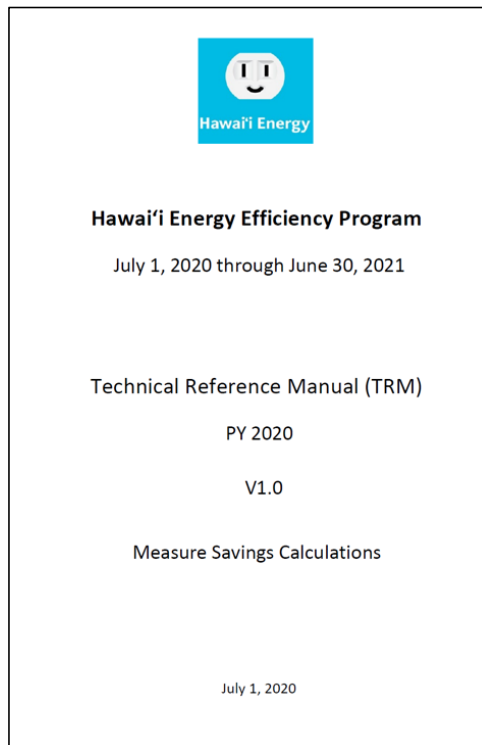 Hawai'i Energy
Hawaiʻi Energy Efficiency Program
July 1, 2020 through June 30, 2021
Technical Reference Manual (TRM)
PY 2020
V1.0
Measure Savings Calculations
July 1, 2020